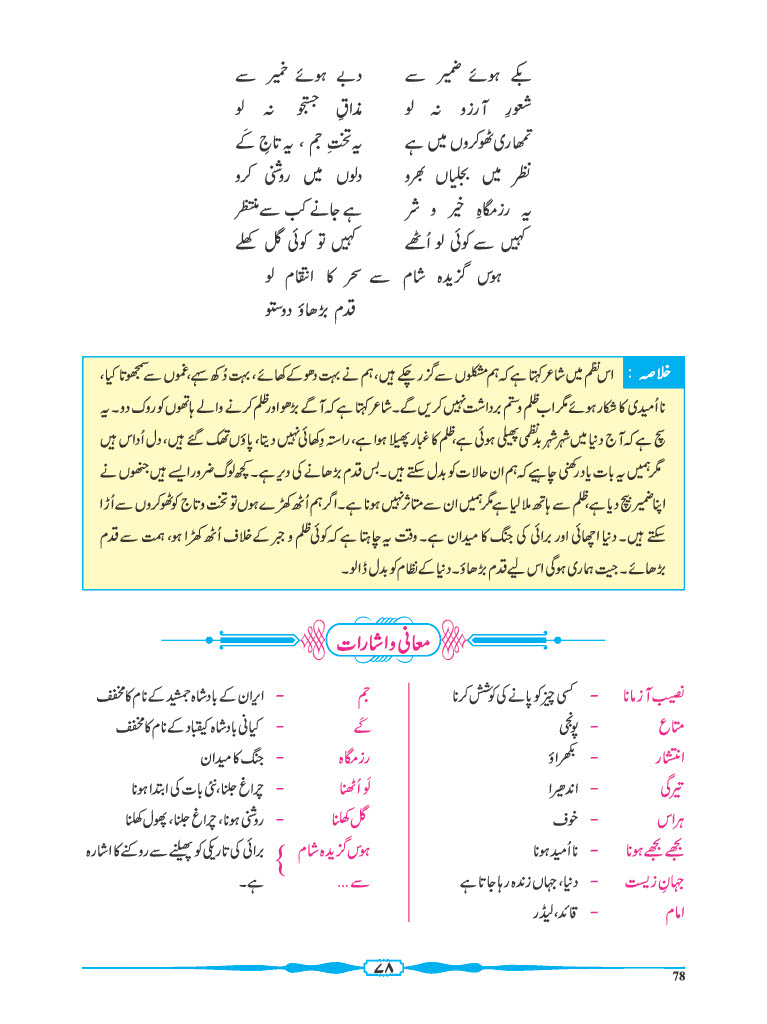 بکے ہوئے ضمیر سے دبے ہوئے خمیر سے
شعورِ آرزو نہ لو مذاقِ جستجو نہ لو
تمھاری ٹھوکروں میں ہے یہ تختِ جم ، یہ تاجِ کَے
نظر میں بجلیاں بھرو دلوں میں روشنی کرو
یہ رزمگاہِ خیر و شر ہے جانے کب سے منتظر
کہیں سے کوئی لو اُٹھے کہیں تو کوئی گل کھلے
ہوس گزیدہ شام سے سحر کا انتقام لو
قدم بڑھاؤ دوستو
خلاصہ : اس نظم میں شاعر کہتا ہے کہ ہم مشکلوں سے گزر چکے ہیں، ہم نے بہت دھوکے کھائے، بہت دُکھ سہے، غموں سے سمجھوتا کیا،
نا اُمیدی کا شکار ہوئے مگر اب ظلم و ستم برداشت نہیں کریں گے۔ شاعر کہتا ہے کہ آگے بڑھو اور ظلم کرنے والے ہاتھوں کو روک دو۔ یہ
سچ ہے کہ آج دنیا میں شہر شہر بدنظمی پھیلی ہوئی ہے، ظلم کا غبار پھیلا ہوا ہے، راستہ دِکھائی نہیں دیتا، پاؤں تھک گئے ہیں، دل اُداس ہیں
مگر ہمیں یہ بات یاد رکھنی چاہیے کہ ہم ان حالات کو بدل سکتے ہیں۔ بس قدم بڑھانے کی دیر ہے۔ کچھ لوگ ضرور ایسے ہیں جنھوں نے
اپنا ضمیر بیچ دیا ہے، ظلم سے ہاتھ ملا لیا ہے مگر ہمیں ان سے متاثر نہیں ہونا ہے۔ اگر ہم اُٹھ کھڑے ہوں تو تخت و تاج کو ٹھوکروں سے اُڑا
سکتے ہیں۔ دنیا اچھائی اور برائی کی جنگ کا میدان ہے۔ وقت یہ چاہتا ہے کہ کوئی ظلم و جبر کے خلاف اُٹھ کھڑا ہو، ہمت سے قدم
بڑھائے۔ جیت ہماری ہوگی اس لیے قدم بڑھاؤ۔ دنیا کے نظام کو بدل ڈالو۔
معانی و اشارات
نصیب آزمانا - کسی چیز کو پانے کی کوشش کرنا
متاع - پونجی
انتشار - بکھراؤ
تیرگی - اندھیرا
ہراس - خوف
بجھے بجھے ہونا - نا اُمید ہونا
جہانِ زیست - دنیا، جہاں زندہ رہا جاتا ہے
امام - قائد، لیڈر
جم - ایران کے بادشاہ جمشید کے نام کا مخفف
کَے - کیانی بادشاہ کیقباد کے نام کا مخفف
رزم گاہ - جنگ کا میدان
لَو اُٹھنا - چراغ جلنا، نئی بات کی ابتدا ہونا
گل کھلنا - روشنی ہونا، چراغ جلنا، پھول کھلنا
ہوس گزیدہ شام } برائی کی تاریکی کو پھیلنے سے روکنے کا اشارہ
سے ... ہے۔
۷۸
78